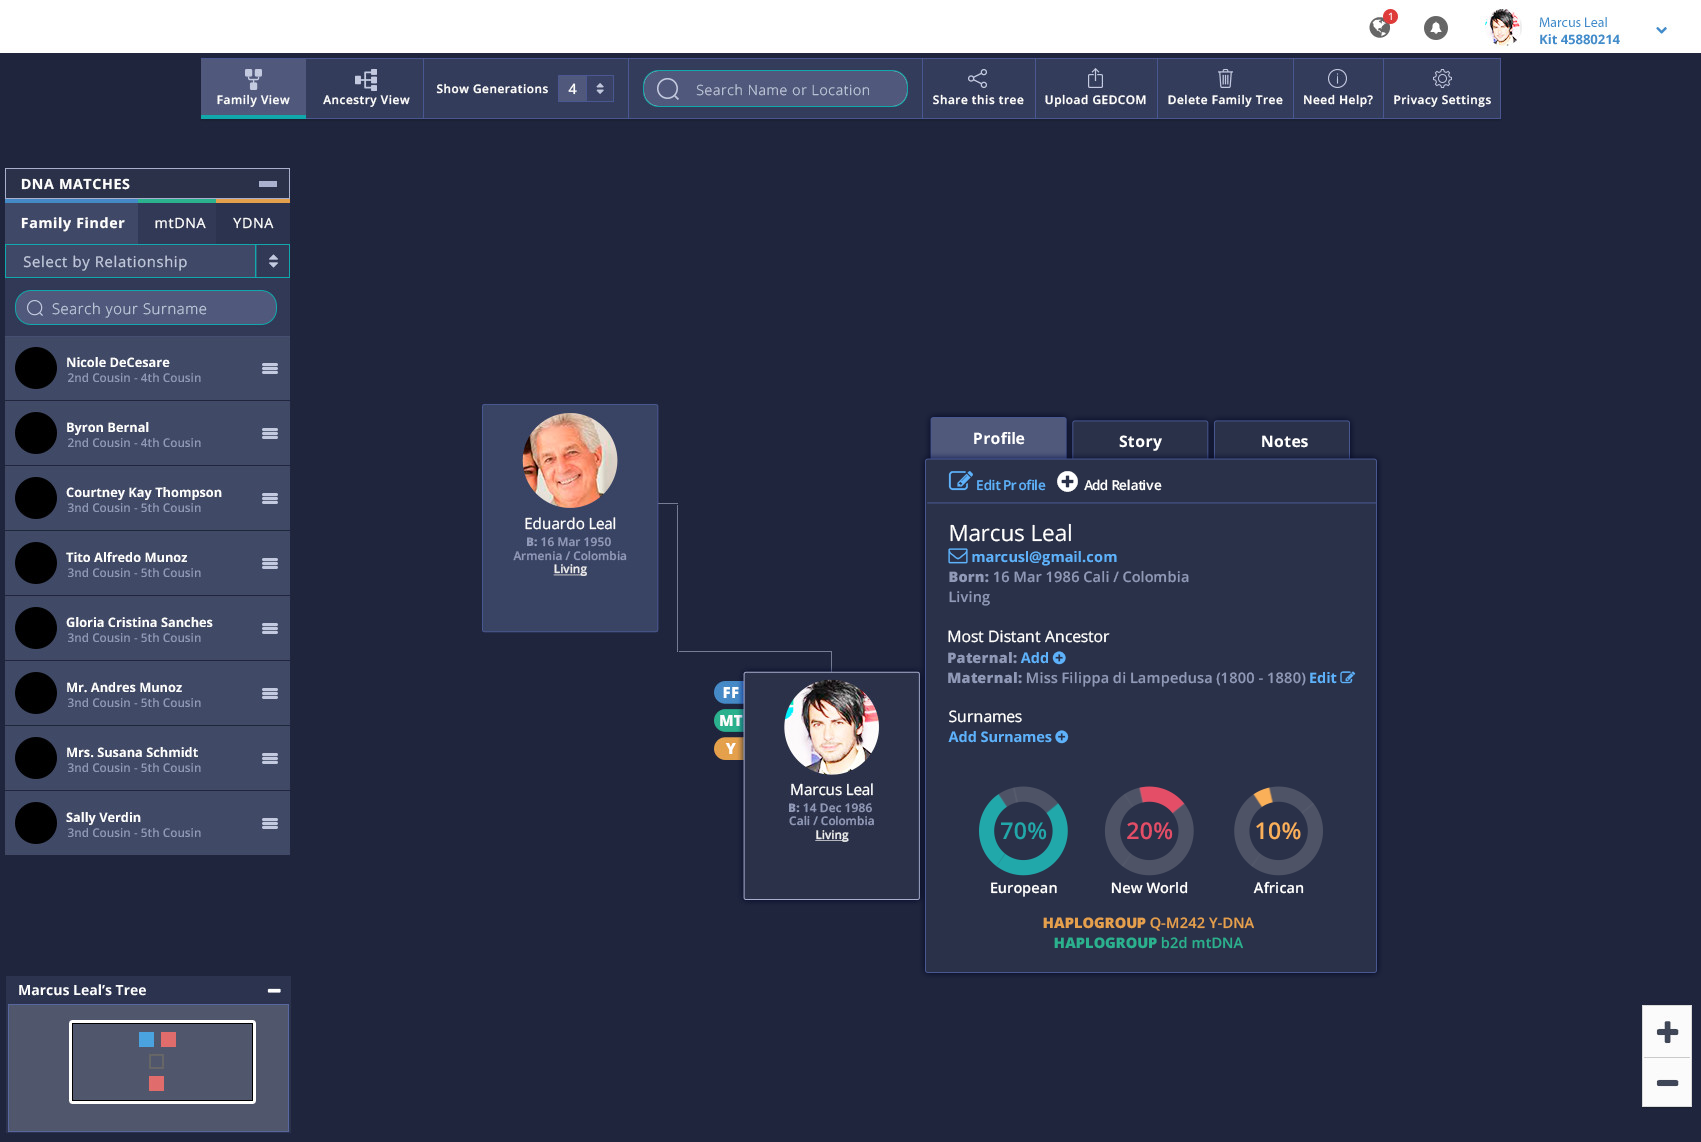 1
Marcus Leal
Kit 45880214
Family View
Ancestry View
Show Generations
4
Search Name or Location
Share this tree
Upload GEDCOM
Delete Family Tree
Need Help?
Privacy Settings
DNA MATCHES
Family Finder
mtDNA
YDNA
Select by Relationship
Search your Surname
Nicole DeCesare
2nd Cousin - 4th Cousin
Byron Bernal
2nd Cousin - 4th Cousin
Courtney Kay Thompson
3nd Cousin - 5th Cousin
Tito Alfredo Munoz
3nd Cousin - 5th Cousin
Gloria Cristina Sanches
3nd Cousin - 5th Cousin
Mr. Andres Munoz
3nd Cousin - 5th Cousin
Mrs. Susana Schmidt
3nd Cousin - 5th Cousin
Sally Verdin
3nd Cousin - 5th Cousin
Eduardo Leal
B: 16 Mar 1950
Armenia / Colombia
Living
FF
MT
Y
Marcus Leal
B: 14 Dec 1986
Cali / Colombia
Living
Profile
Story
Notes
Edit Profile
Add Relative
Marcus Leal
marcusl@gmail.com
Born: 16 Mar 1986 Cali / Colombia
Living
Most Distant Ancestor
Paternal: Add
Maternal: Miss Filippa di Lampedusa (1800 - 1880) Edit
Surnames
Add Surnames
70%
20%
10%
European
New World
African
HAPLOGROUP Q-M242 Y-DNA
HAPLOGROUP b2d mtDNA
Marcus Leal's Tree